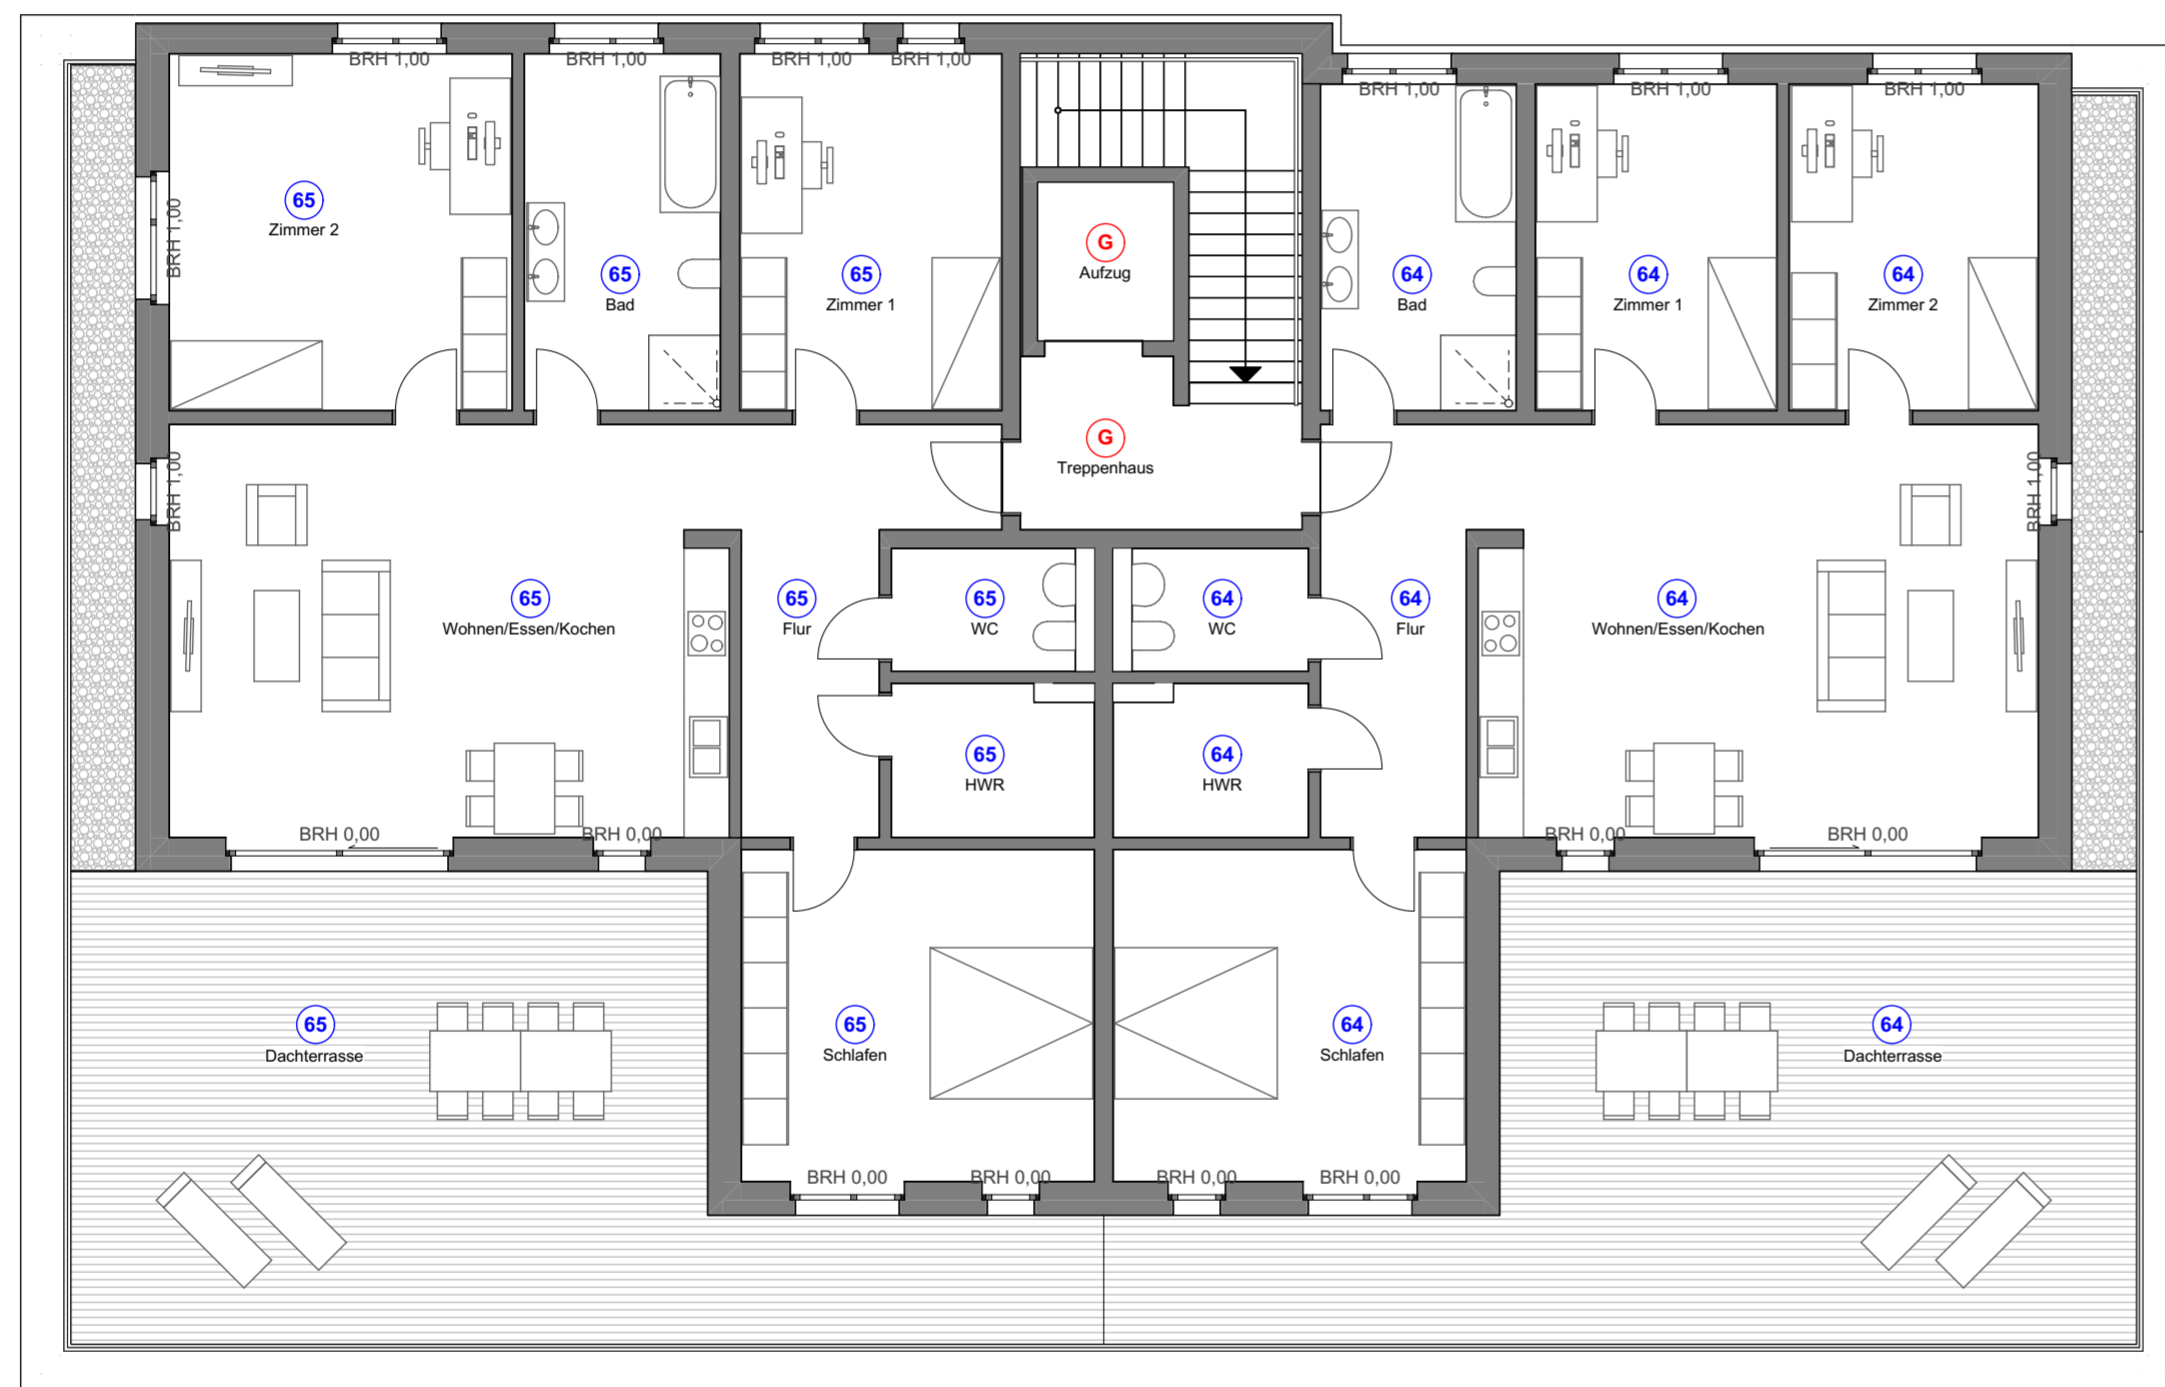 BRH 1,00
BRH 1,00
BRH 1,00
BRH 1,00
BRH 1,00
BRH 1,00
BRH 1,00
65
Zimmer 2
BRH 1,00
65
Bad
65
Zimmer 1
G
Aufzug
64
Bad
64
Zimmer 1
64
Zimmer 2
G
Treppenhaus
BRH 1,00
BRH 1,00
65
Wohnen/Essen/Kochen
65
Flur
65
WC
64
WC
64
Flur
64
Wohnen/Essen/Kochen
65
HWR
64
HWR
BRH 0,00
BRH 0,00
BRH 0,00
BRH 0,00
65
Dachterrasse
65
Schlafen
64
Schlafen
64
Dachterrasse
BRH 0,00
BRH 0,00
BRH 0,00
BRH 0,00